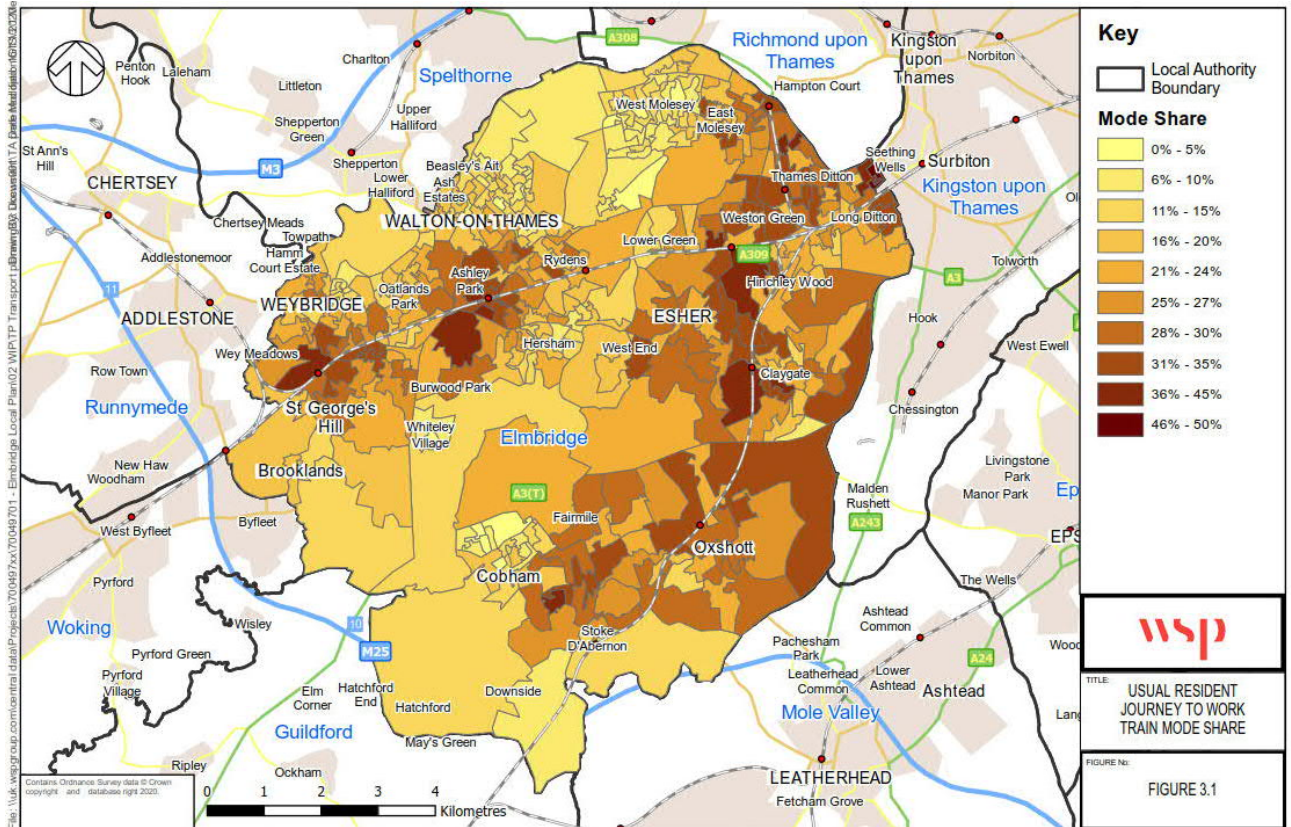 Key
Local Authority
Boundary
Mode Share
0% - 5%
6% - 10%
11% - 15%
16% - 20%
21% - 24%
25% - 27%
28% - 30%
31% - 35%
36% - 45%
46% - 50%
wsp
TITLE:
USUAL RESIDENT
JOURNEY TO WORK
TRAIN MODE SHARE
FIGURE No:
FIGURE 3.1
A308
Richmond upon
Thames
Kingston
upon
Thames
Norbiton
Penton
Hook
Laleham
Charlton
Littleton
Spelthorne
Hampton Court
West Molesey
East
Molesey
Upper
Halliford
Shepperton
Green
St Ann's
Hill
M3
Shepperton
Lower
Halliford
Beasley's Ait
Ash
Estates
Seething
Wells
Surbiton
Thames Ditton
Kingston upon
Thames
CHERTSEY
Chertsey Meads
Towpath
WALTON-ON-THAMES
Weston Green
Long Ditton
Lower Green
A309
Hamm
Court Estate
Addlestonemoor
Ashley
Park
Rydens
Tolworth
A3
11
Oatlands
Park
Hinchley Wood
WEYBRIDGE
ADDLESTONE
ESHER
Hook
Hersham
West End
West Ewell
Wey Meadows
Row Town
Burwood Park
Claygate
Chessington
Runnymede
St George's
Hill
Whiteley
Village
Elmbridge
Brooklands
New Haw
Woodham
Livingstone
Park
Manor Park
Ep
A3(T)
Malden
Rushett
Fairmile
A243
West Byfleet
Byfleet
EPS
Oxshott
Cobham
Pyrford
The Wells
Woking
Wisley
10
M25
Ashtead
Common
Stoke
D'Abernon
Pachesham
Park
A24
Woo
Pyrford Green
Pyrford
Village
Leatherhead
Common
Lower
Ashtead
Ashtead
Elm
Corner
Hatchford
End
Downside
Hatchford
Mole Valley
Lang
Guildford
May's Green
Ripley
Ockham
LEATHERHEAD
Fetcham Grove
Contains Ordnance Survey data © Crown
copyright and database right 2020.
0 1 2 3 4
Kilometres